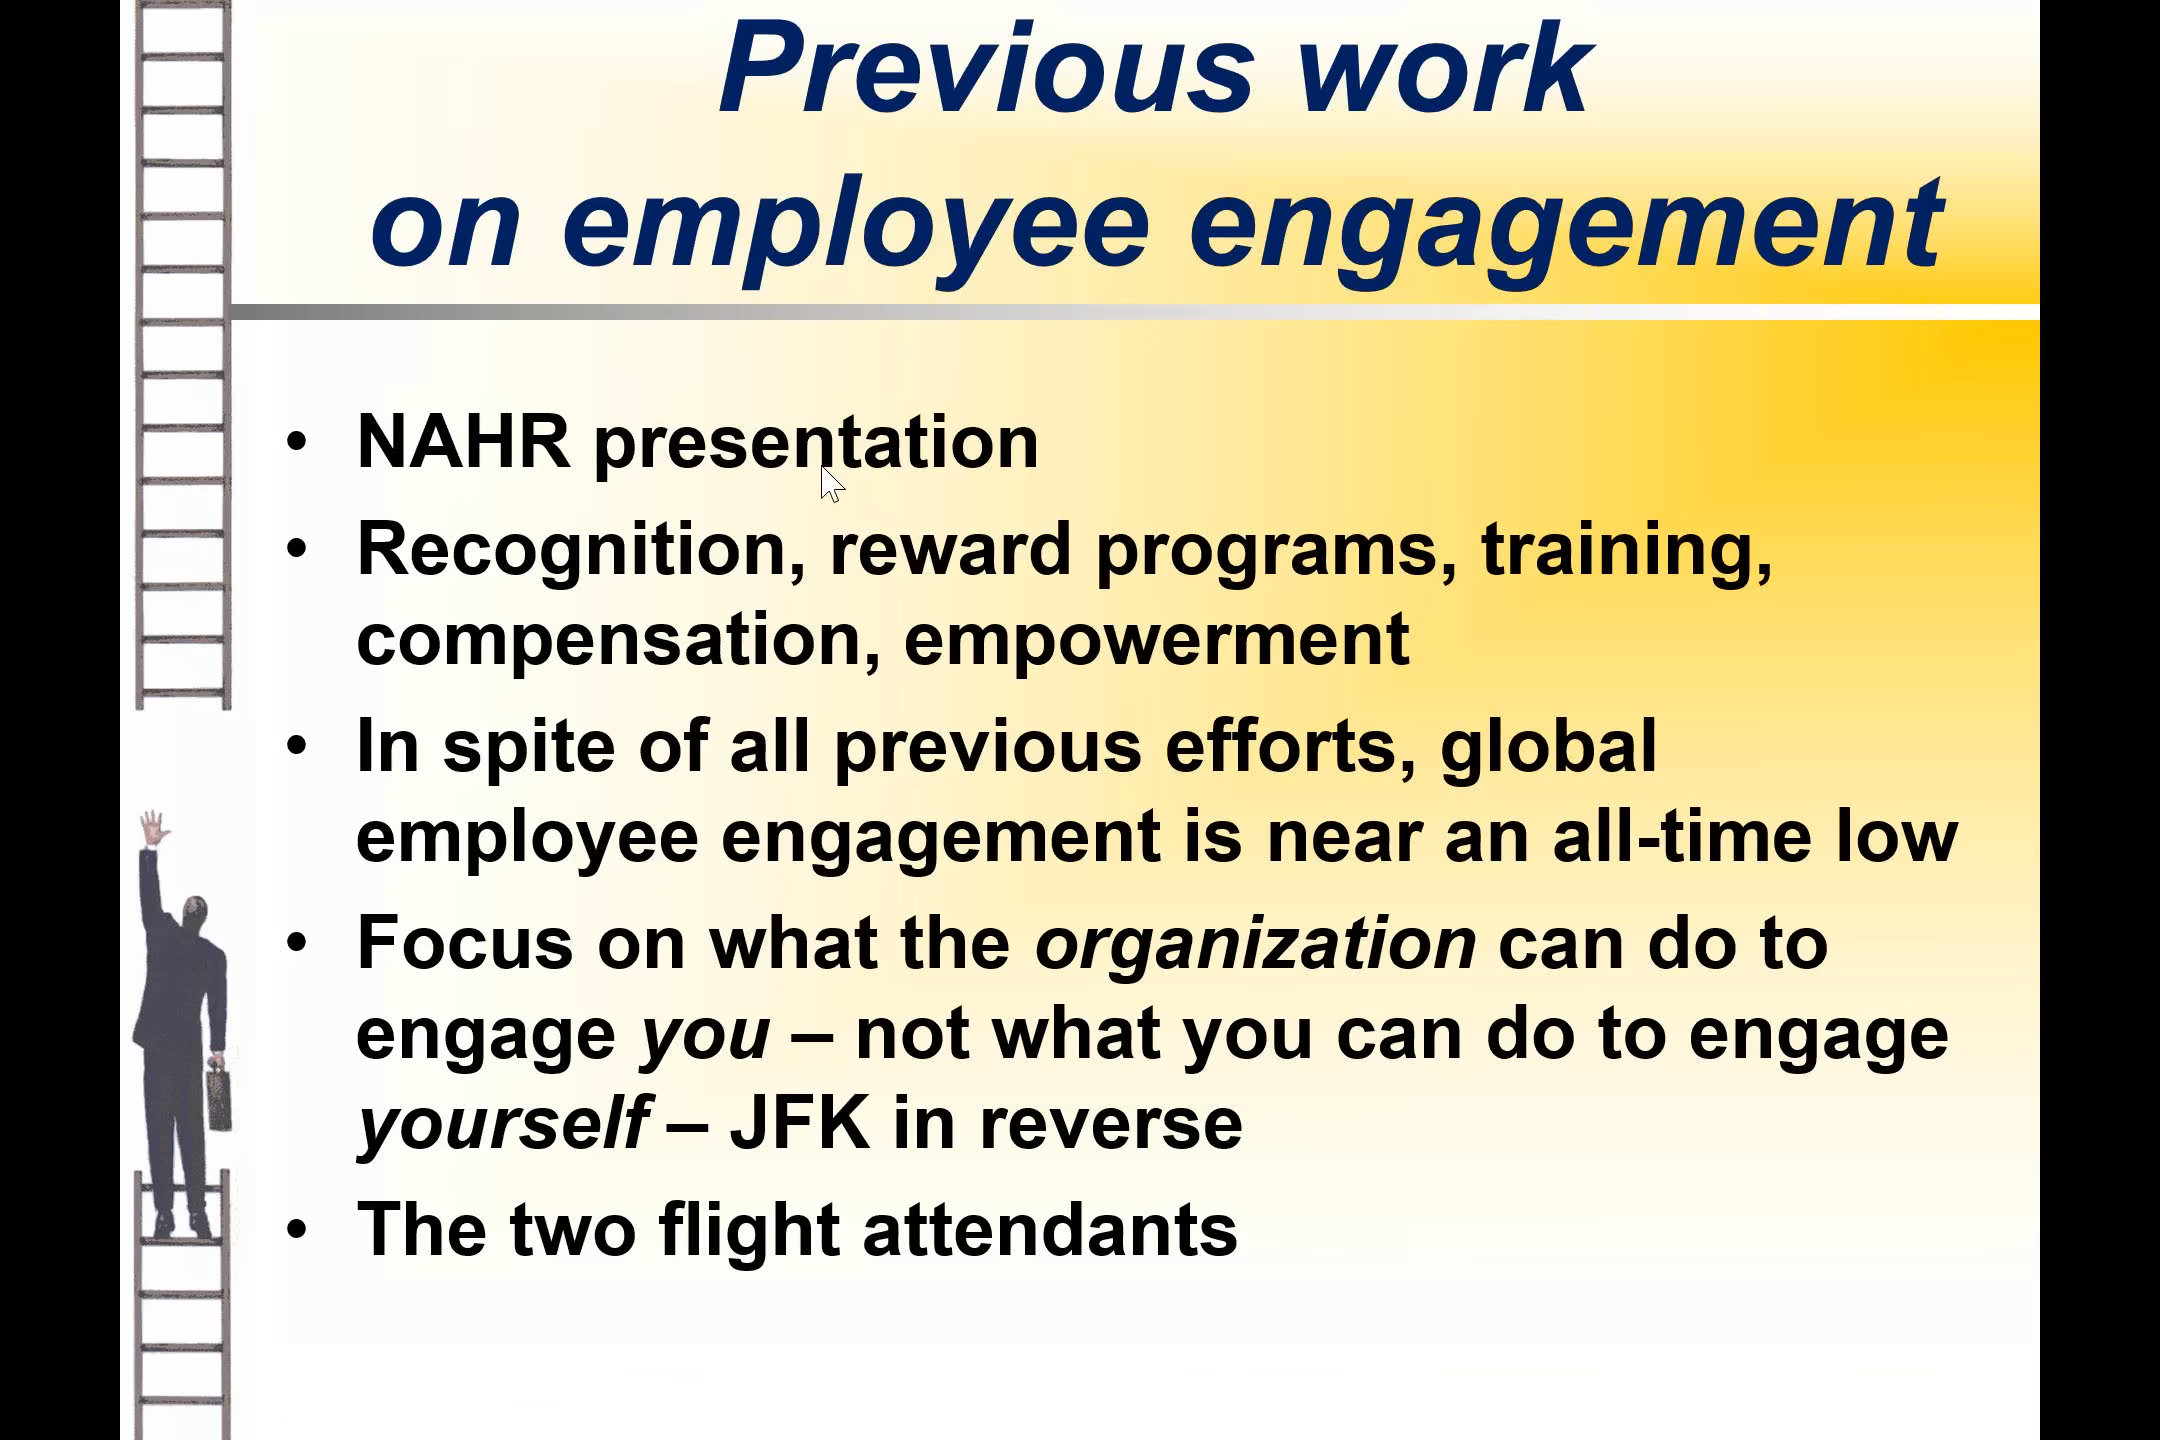 Previous work
on employee engagement
• NAHR presentation
• Recognition, reward programs, training,
compensation, empowerment
• In spite of all previous efforts, global
employee engagement is near an all-time low
• Focus on what the organization can do to
engage you – not what you can do to engage
yourself – JFK in reverse
• The two flight attendants